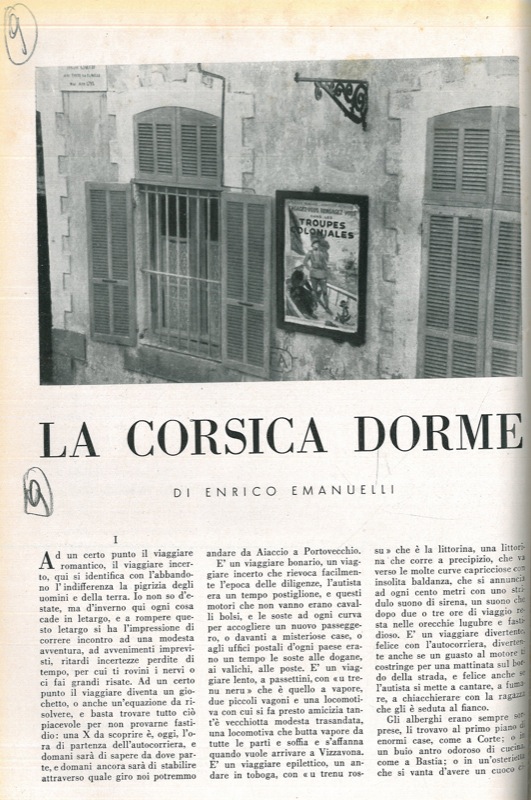 9
ENGAGEZ-VOUS RENGAGEZ-VOUS
DANS LES
TROUPES
COLONIALES
LA CORSICA DORME
9
DI ENRICO EMANUELLI
I
Ad un certo punto il viaggiare
romantico, il viaggiare incer-
to, qui si identifica con l'abbando-
no l'indifferenza la pigrizia degli
uomini e della terra. Io non so d'e-
state, ma d'inverno qui ogni cosa
cade in letargo, e a rompere que-
sto letargo si ha l'impressione di
correre incontro ad una modesta
avventura, ad avvenimenti imprevi-
sti, ritardi incertezze perdite di
tempo, per cui ti rovini i nervi o
ci fai grandi risate. Ad un certo
punto il viaggiare diventa un gio-
chetto, o anche un'equazione da ri-
solvere, e basta trovare tutto ciò
piacevole per non provarne fasti-
dio: una X da scoprire è, oggi, l'o-
ra di partenza dell'autocorriera, e
domani sarà di sapere da dove par-
te, e domani ancora sarà di stabilire
attraverso quale giro noi potremmo
andare da Aiaccio a Portovecchio.
E' un viaggiare bonario, un viag-
giare incerto che rievoca facilmen-
te l'epoca delle diligenze, l'autista
era un tempo postiglione, e questi
motori che non vanno erano caval-
li bolsi, e le soste ad ogni curva
per accogliere un nuovo passegge-
ro, o davanti a misteriose case, o
agli uffici postali d'ogni paese era-
no un tempo le soste alle dogane,
ai valichi, alle poste. E' un viag-
giare lento, a passettini, con « u tre-
nu neru » che è quello a vapore,
due piccoli vagoni e una locomoti-
va con cui si fa presto amicizia tan-
t'è vecchiotta modesta trasandata,
una locomotiva che butta vapore da
tutte le parti e soffia e s'affanna
quando vuole arrivare a Vizzavona.
E' un viaggiare epilettico, un an-
dare in toboga, con « u trenu ros-
su » che è la littorina, una littori-
na che corre a precipizio, che va
verso le molte curve capricciose con
insolita baldanza, che si annuncia
ad ogni cento metri con uno stri-
dulo suono di sirena, un suono che
dopo due o tre ore di viaggio re-
sta nelle orecchie lugubre e fasti-
dioso. E' un viaggiare divertente,
felice con l'autocorriera, diverten-
te anche se un guasto al motore ti
costringe per una mattinata sul bor-
do della strada, e felice anche se
l'autista si mette a cantare, a fuma-
re, a chiacchierare con la ragazza
che gli è seduta al fianco.
Gli alberghi erano sempre sor-
prese, li trovavo al primo piano di
enormi case, come a Corte; o in
un buio antro odoroso di cucina,
come a Bastia; o in un'osteria
che si vanta d'avere un cuoco